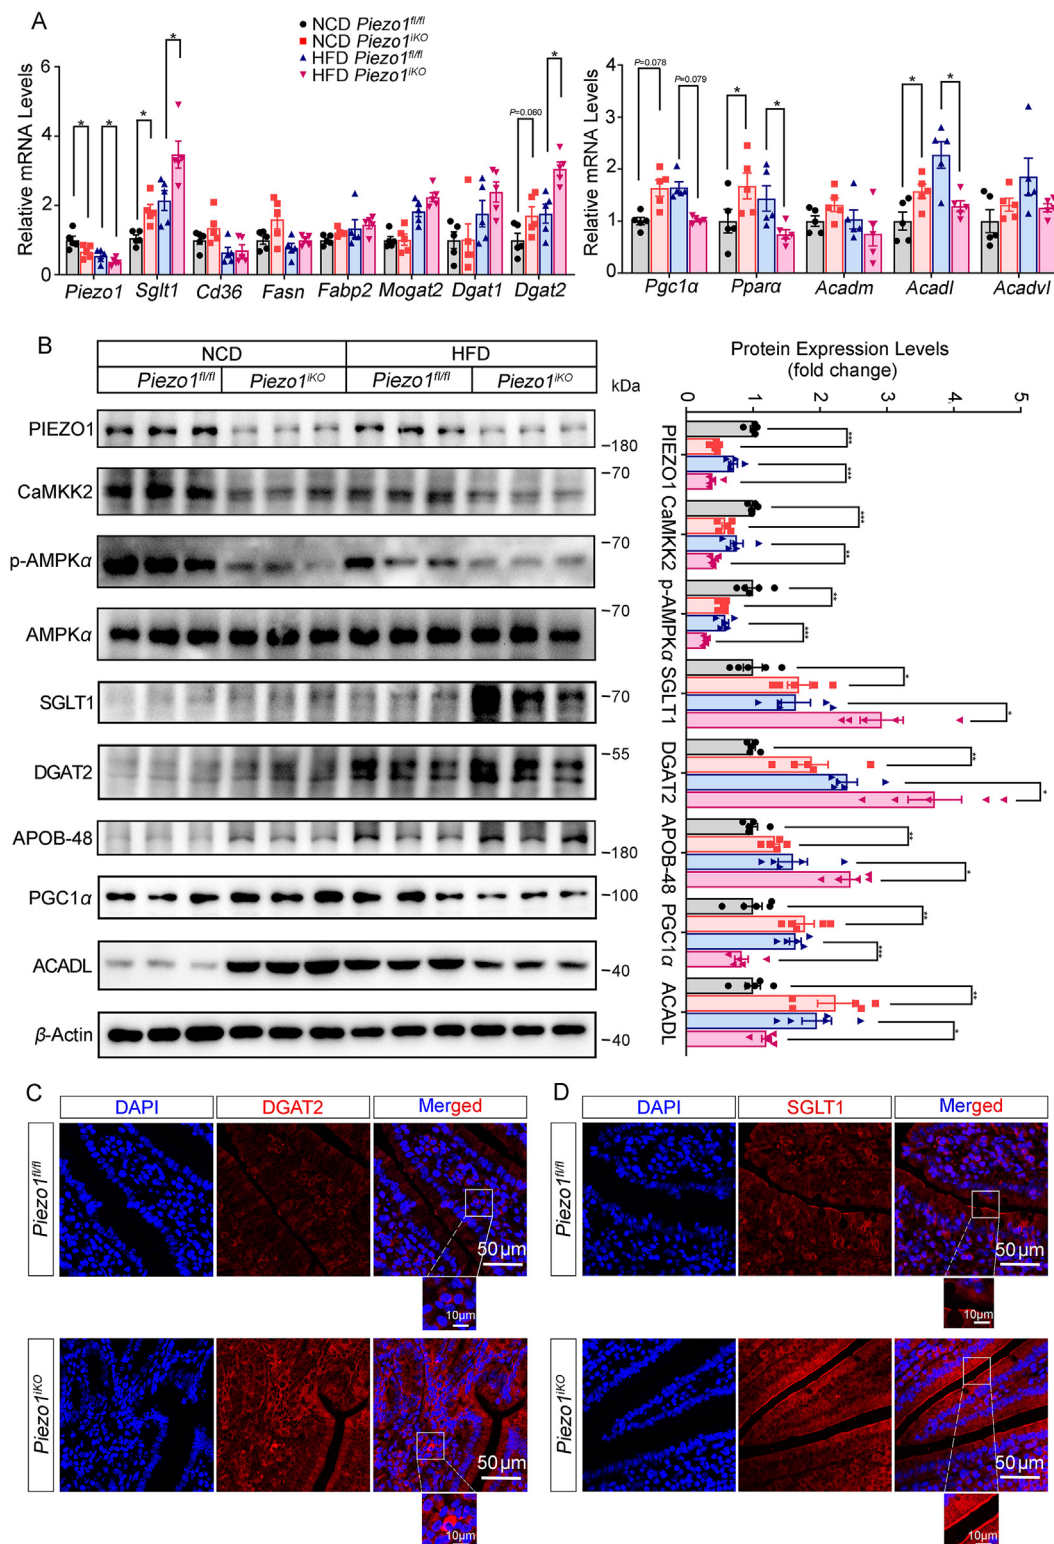 A
NCD Piezo1fl/fl
NCD Piezo1iKO
HFD Piezo1fl/fl
HFD Piezo1iKO
Relative mRNA Levels
6
4
2
0
* * * * P=0.060 *
Piezo1 Sglt1 Cd36 Fasn Fabp2 Mogat2 Dgat1 Dgat2
Relative mRNA Levels
4
3
2
1
0
P=0.078 P=0.079 * * * *
Pgc1α Pparα Acadm Acadl Acadvl
B
NCD HFD
Piezo1fl/fl Piezo1iKO Piezo1fl/fl Piezo1iKO
kDa
PIEZO1
−180
CaMKK2
−70
p-AMPKα
−70
AMPKα
−70
SGLT1
−70
DGAT2
−55
APOB-48
−180
PGC1α
−100
ACADL
−40
β-Actin
−40
Protein Expression Levels
(fold change)
0 1 2 3 4 5
PIEZO1
***
***
CaMKK2
***
**
p-AMPKα
**
***
SGLT1
*
*
DGAT2
**
*
APOB-48
**
*
PGC1α
**
***
ACADL
**
*
C
DAPI DGAT2 Merged
Piezo1fl/fl
50 µm
10µm
Piezo1iKO
50 µm
10µm
D
DAPI SGLT1 Merged
Piezo1fl/fl
50 µm
10µm
Piezo1iKO
50 µm
10µm